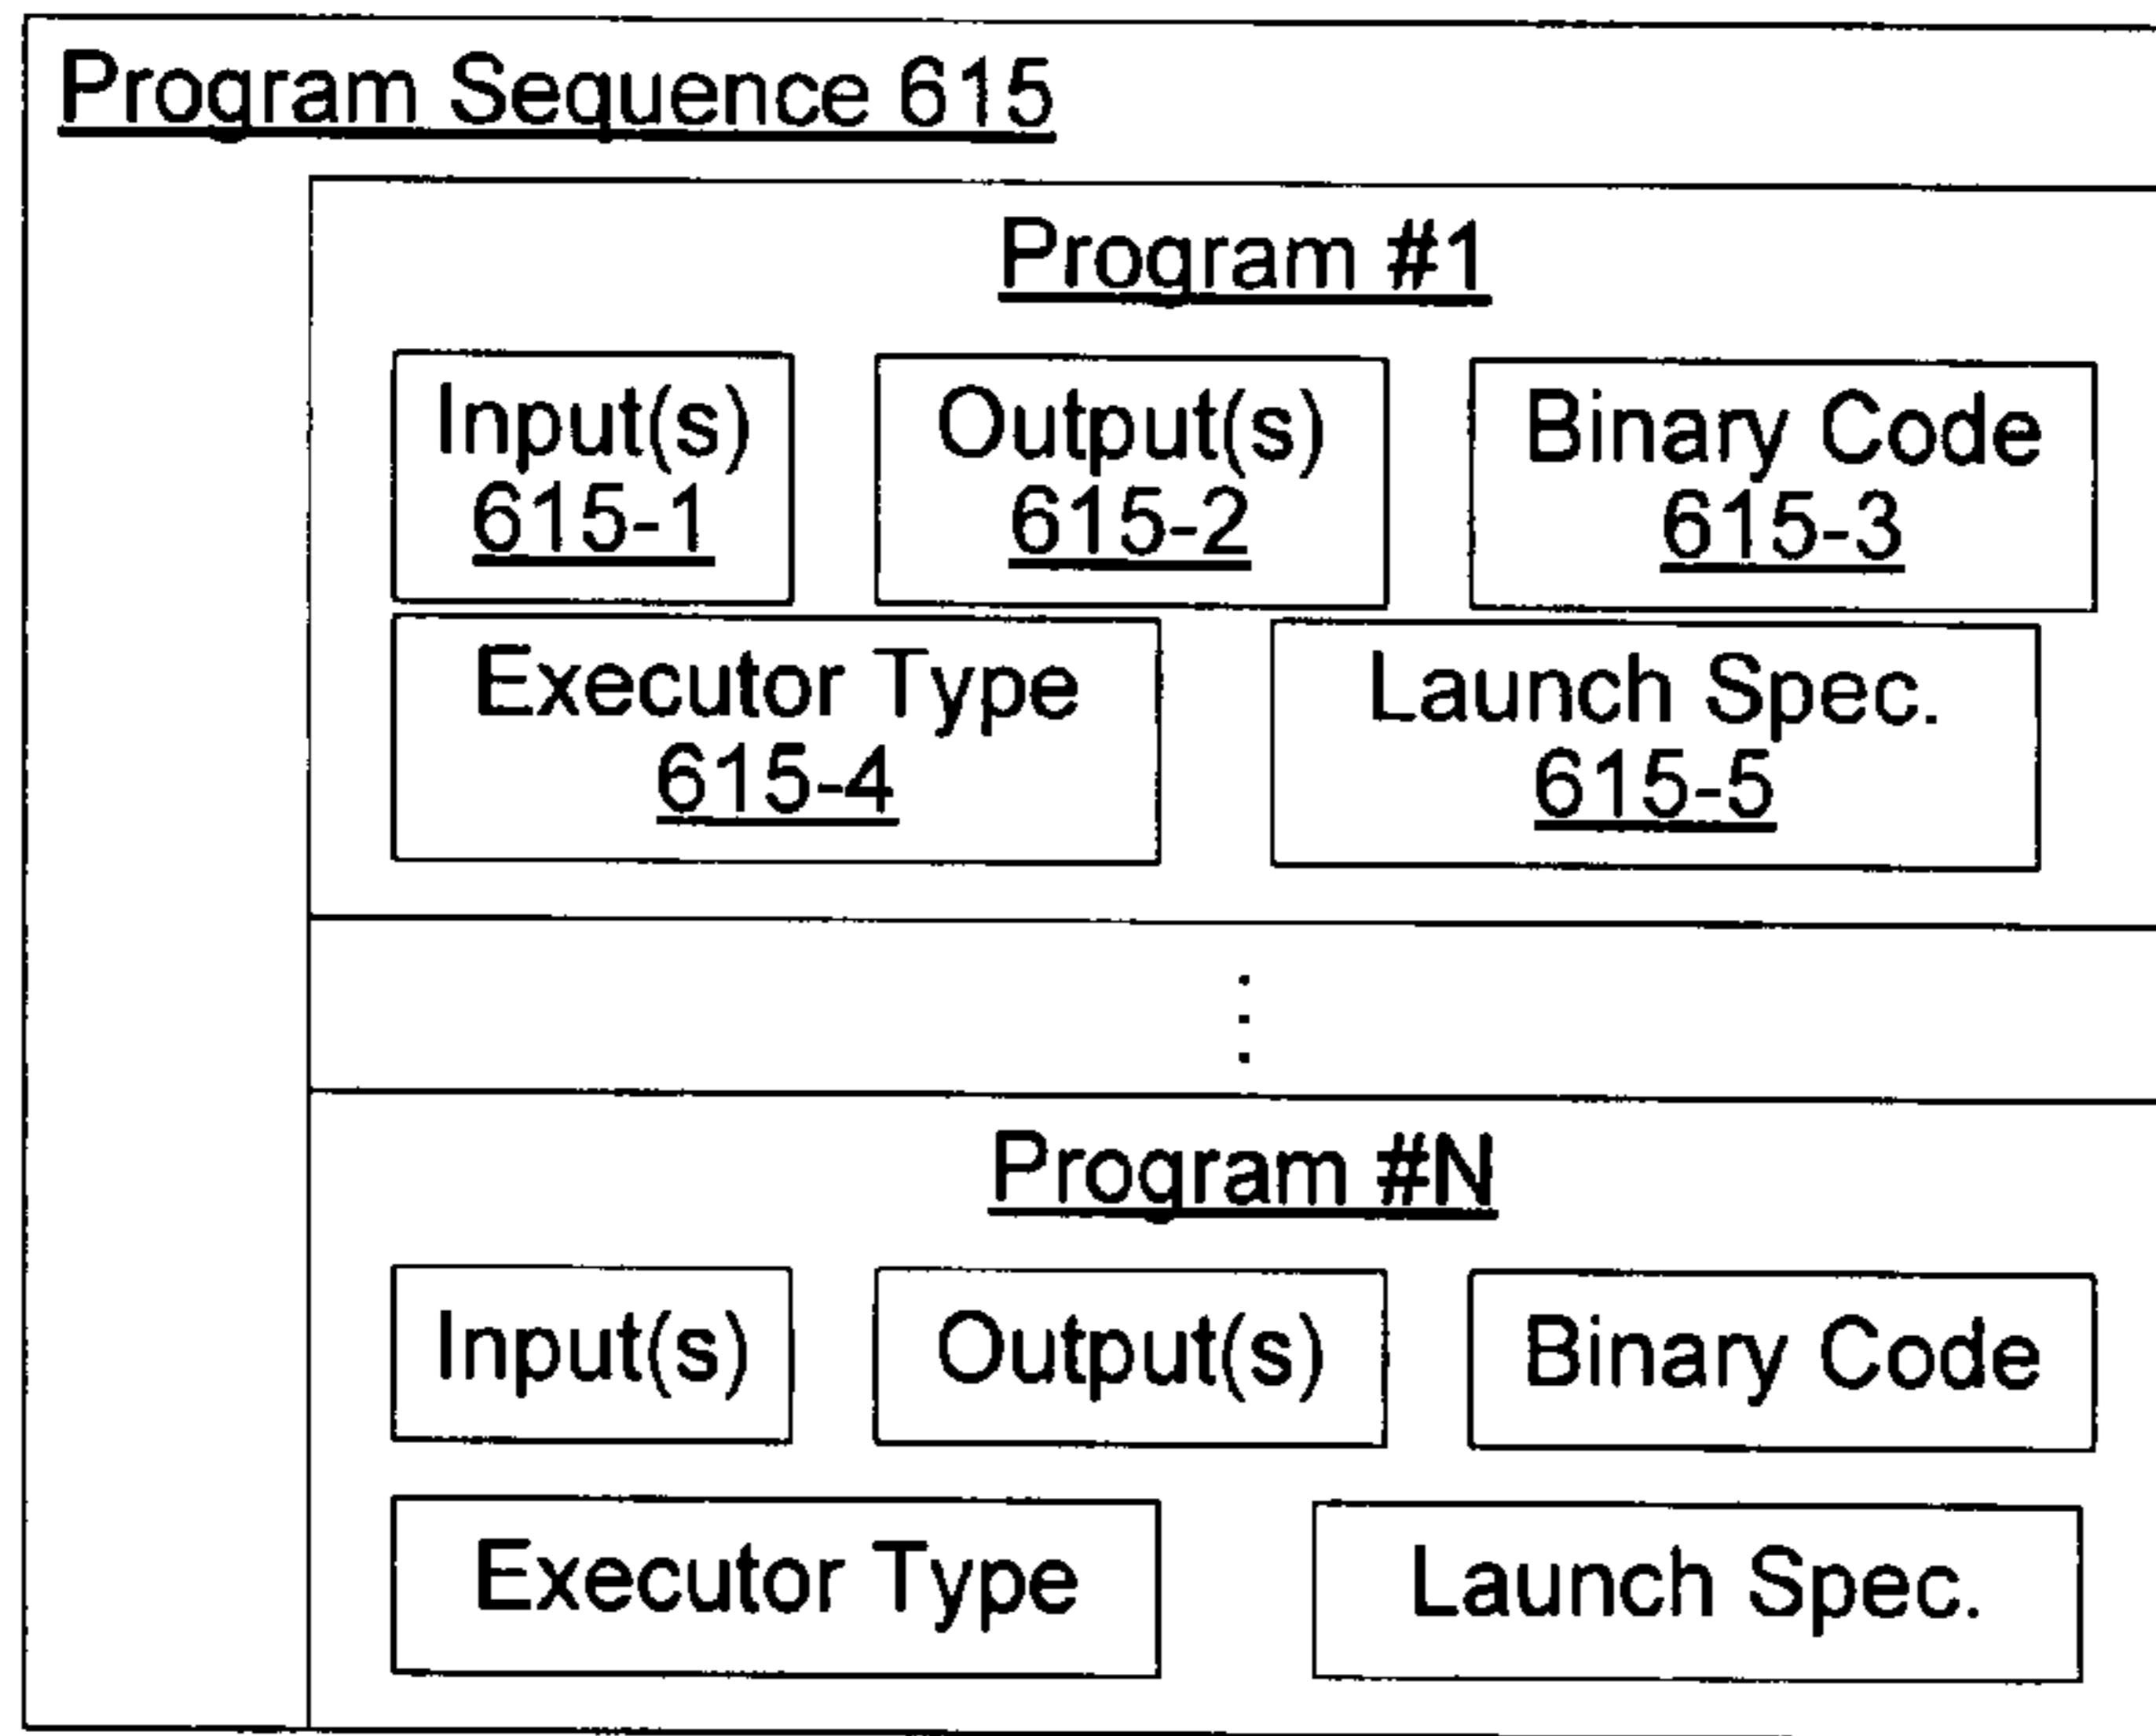 Program Sequence 615
Program #1
Input(s) Output(s) Binary Code
615-1 615-2 615-3
Executor Type Launch Spec.
615-4 615-5
Program #N
Input(s) Output(s) Binary Code
Executor Type Launch Spec.